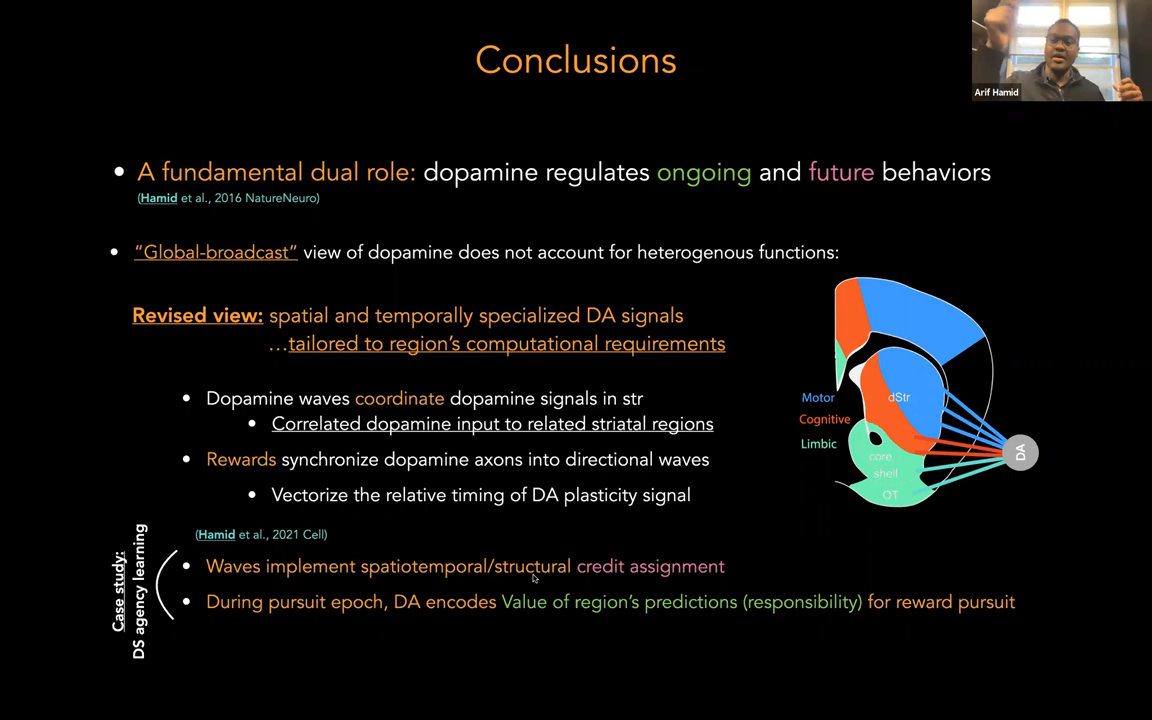 Conclusions
Arif Hamid
• A fundamental dual role: dopamine regulates ongoing and future behaviors
(Hamid et al., 2016 NatureNeuro)
• “Global-broadcast” view of dopamine does not account for heterogenous functions:
Revised view: spatial and temporally specialized DA signals
...tailored to region's computational requirements
• Dopamine waves coordinate dopamine signals in str
• Correlated dopamine input to related striatal regions
• Rewards synchronize dopamine axons into directional waves
• Vectorize the relative timing of DA plasticity signal
(Hamid et al., 2021 Cell)
Case study:
DS agency learning
• Waves implement spatiotemporal/structural credit assignment
• During pursuit epoch, DA encodes Value of region's predictions (responsibility) for reward pursuit
Motor
Cognitive
Limbic
dStr
core
shell
OT
DA